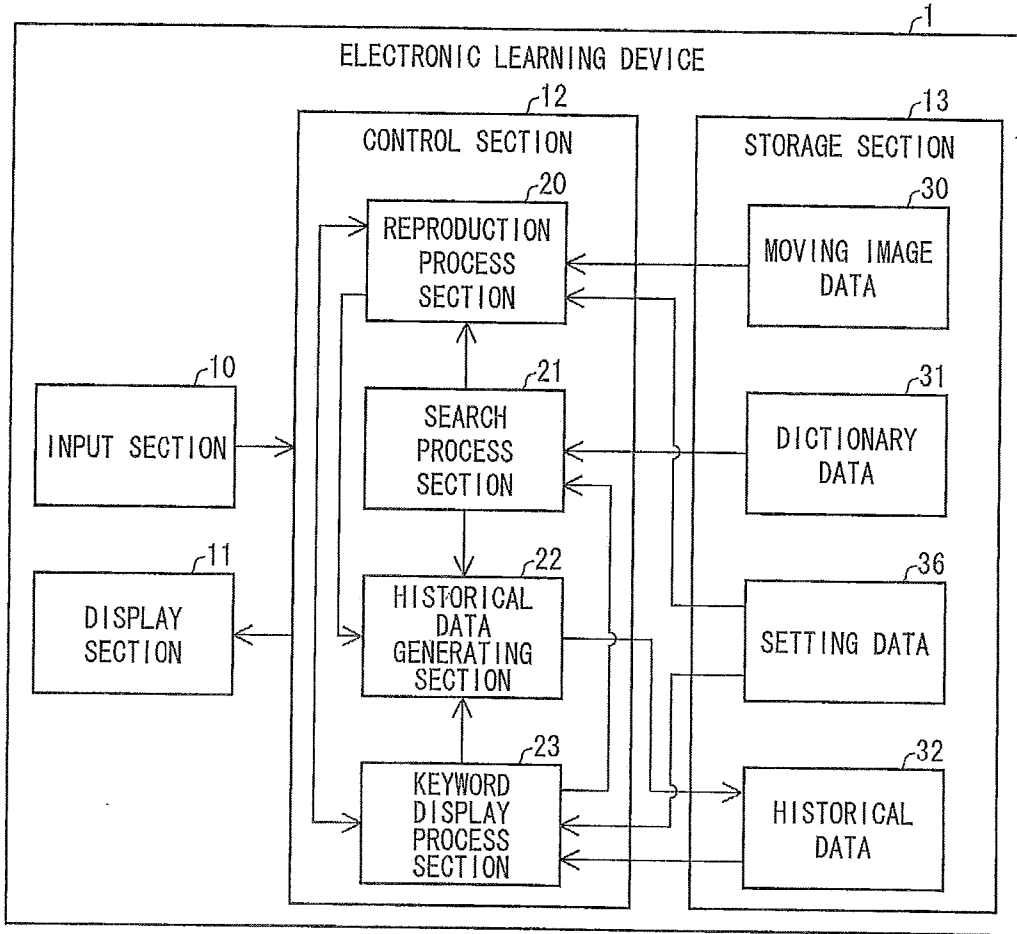 1
ELECTRONIC LEARNING DEVICE
12
CONTROL SECTION
13
STORAGE SECTION
20
REPRODUCTION
PROCESS
SECTION
30
MOVING IMAGE
DATA
10
INPUT SECTION
21
SEARCH
PROCESS
SECTION
31
DICTIONARY
DATA
11
DISPLAY
SECTION
22
HISTORICAL
DATA
GENERATING
SECTION
36
SETTING DATA
23
KEYWORD
DISPLAY
PROCESS
SECTION
32
HISTORICAL
DATA